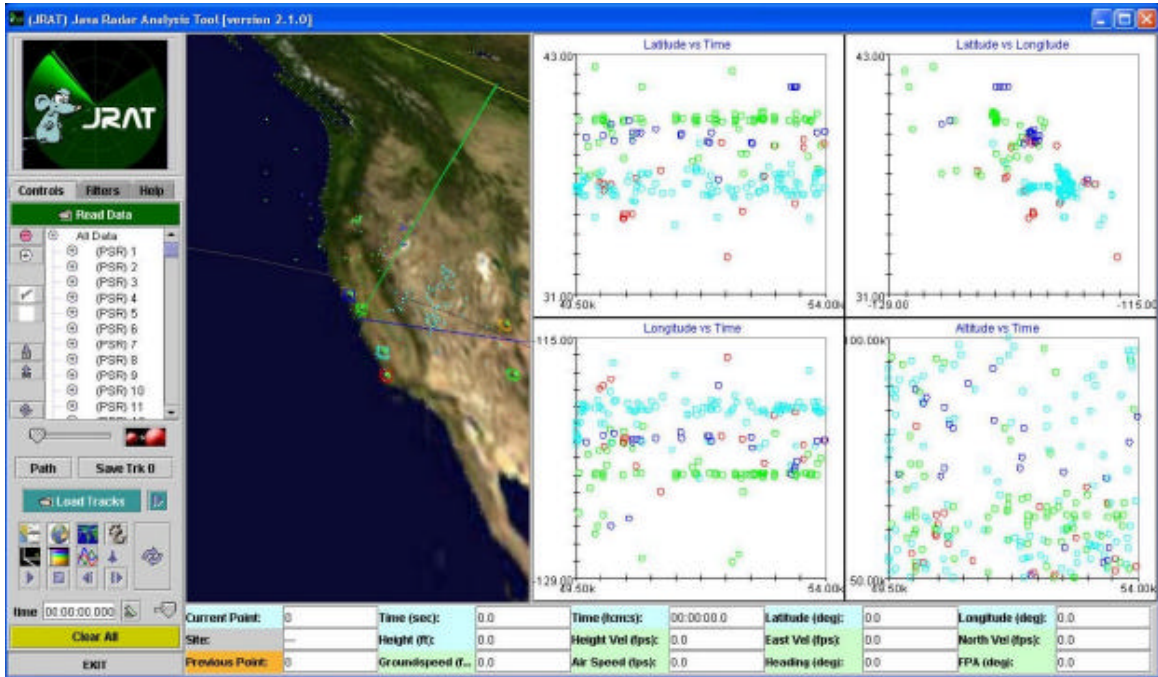 (JRAT) Java Radar Analysis Tool [version 2.1.0]
JRAT
Controls Filters Help
Read Data
All Data
(PSR) 1
(PSR) 2
(PSR) 3
(PSR) 4
(PSR) 5
(PSR) 6
(PSR) 7
(PSR) 8
(PSR) 9
(PSR) 10
(PSR) 11
Path Save Trk 0
Load Tracks
time 00:00:00.000
Clear All
EXIT
Latitude vs Time
43.00
31.00
49.50k 54.00k
Latitude vs Longitude
43.00
31.00
-129.00 -115.00
Longitude vs Time
-115.00
-129.00
49.50k 54.00k
Altitude vs Time
100.00k
50.00
49.50k 54.00k
Current Point: 0 Time (sec): 0.0 Time (h:m:s): 00:00:00.0 Latitude (deg): 0.0 Longitude (deg): 0.0
Site: --- Height (ft): 0.0 Height Vel (fps): 0.0 East Vel (fps): 0.0 North Vel (fps): 0.0
Previous Point: 0 Groundspeed (f... 0.0 Air Speed (fps): 0.0 Heading (deg): 0.0 FPA (deg): 0.0